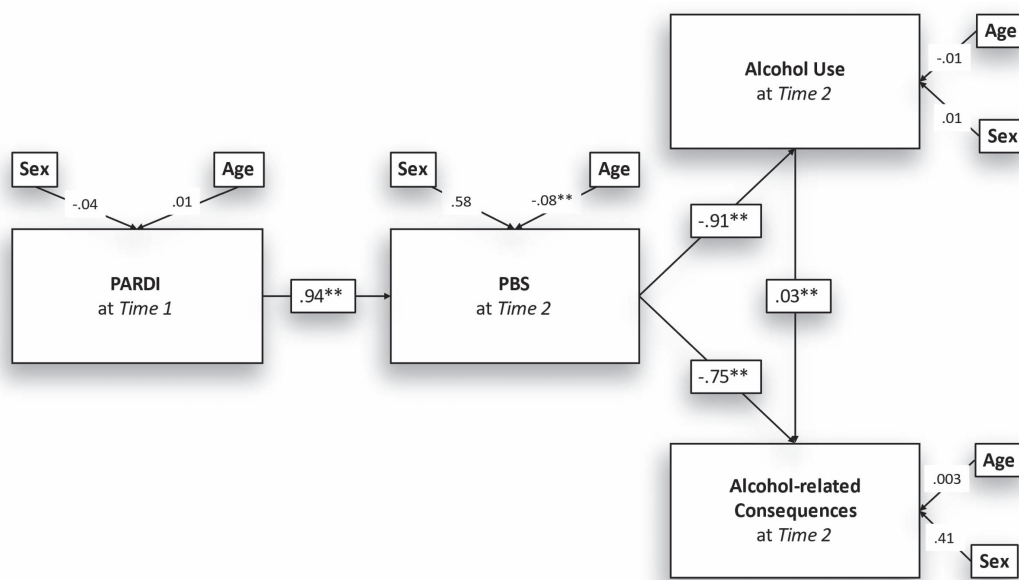 Sex
Age
-.04
.01
PARDI
at Time 1
.94**
Sex
Age
.58
-.08**
PBS
at Time 2
-.91**
-.75**
.03**
Alcohol Use
at Time 2
Age
-.01
.01
Sex
Alcohol-related
Consequences
at Time 2
Age
.003
.41
Sex